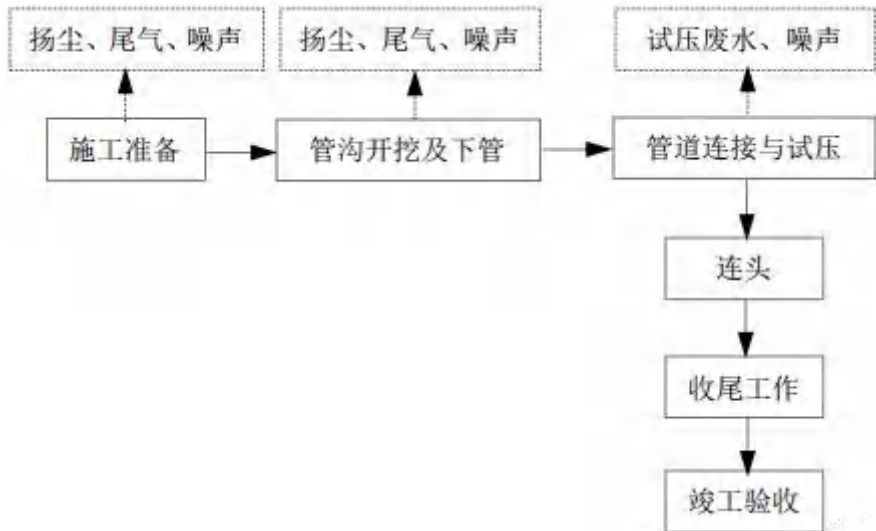 扬尘、尾气、噪声
扬尘、尾气、噪声
试压废水、噪声
施工准备
管沟开挖及下管
管道连接与试压
连头
收尾工作
竣工验收